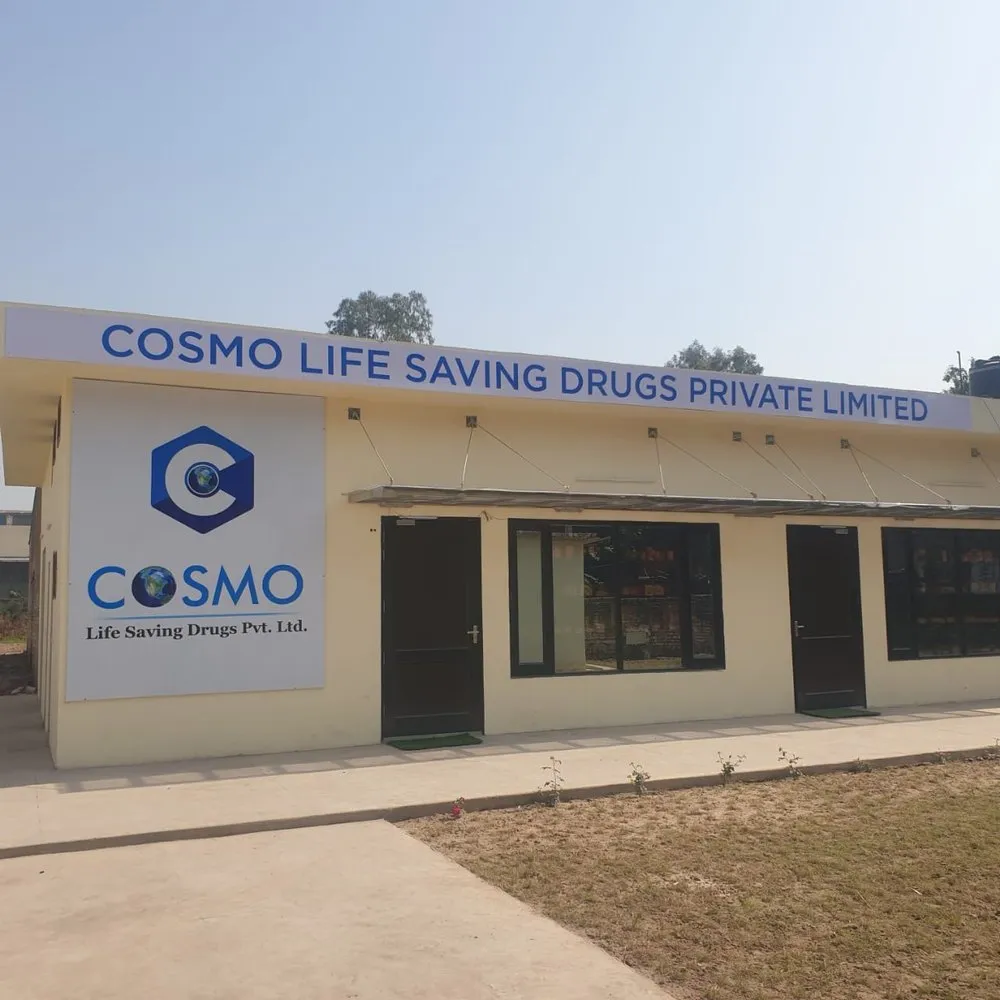 COSMO LIFE SAVING DRUGS PRIVATE LIMITED
C
COSMO
Life Saving Drugs Pvt. Ltd.